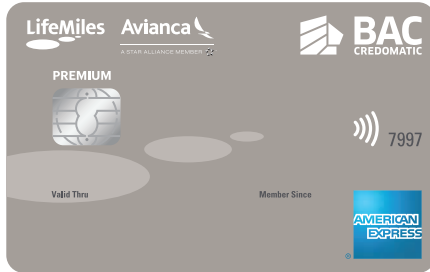 LifeMiles Avianca BAC
A STAR ALLIANCE MEMBER CREDOMATIC
PREMIUM
7997
Valid Thru Member Since
AMERICAN
EXPRESS